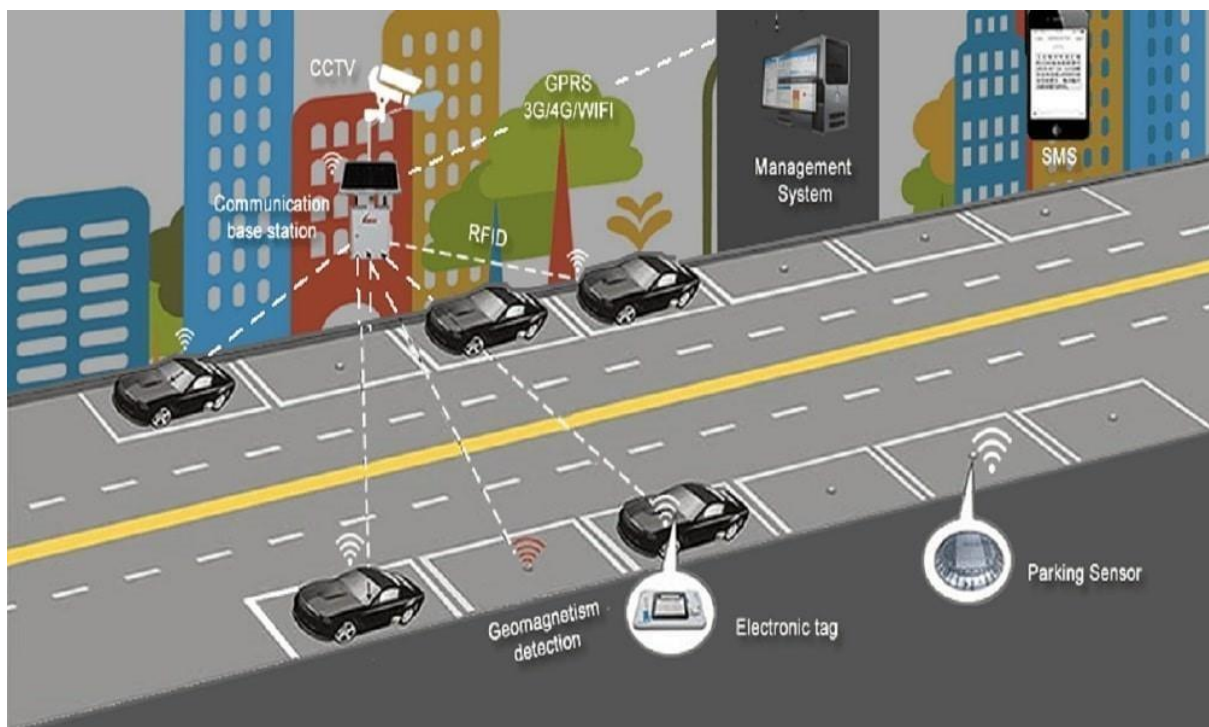 CCTV
GPRS
3G/4G/WIFI
Management
System
SMS
Communication
base station
RFID
Geomagnetism
detection
Electronic tag
Parking Sensor